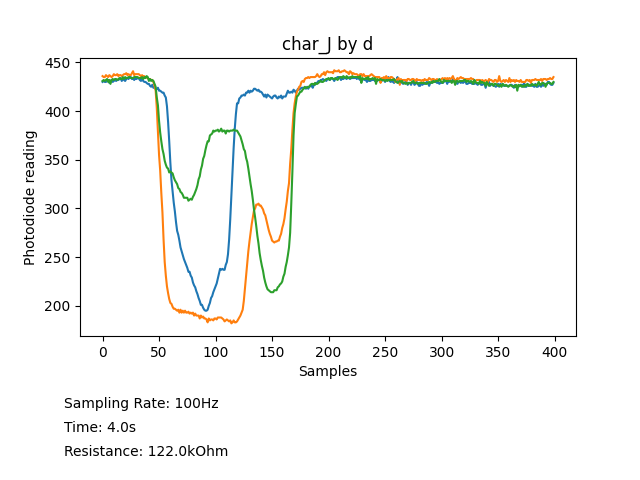 char_J by d
Photodiode reading
450
400
350
300
250
200
0 50 100 150 200 250 300 350 400
Samples
Sampling Rate: 100Hz
Time: 4.0s
Resistance: 122.0kOhm